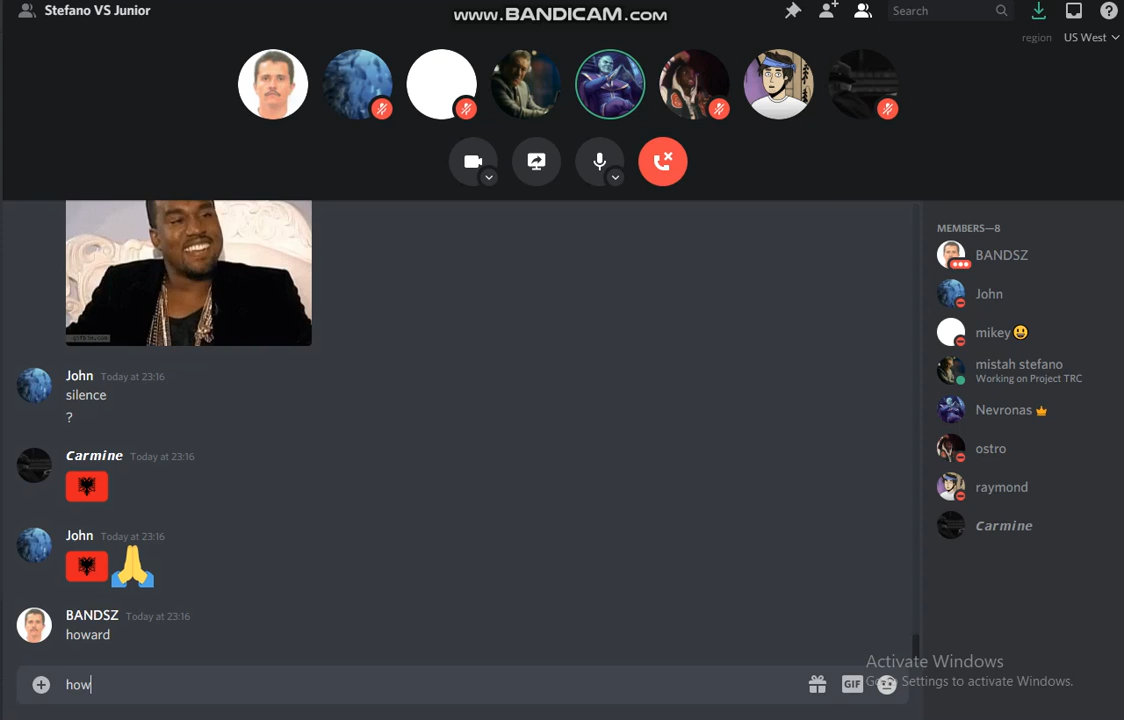 Stefano VS Junior
www.BANDICAM.com
Search
region US West
MEMBERS—8
BANDSZ
John
mikey😃
mistah stefano
Working on Project TRC
Nevronas
ostro
raymond
Carmine
John Today at 23:16
silence
?
Carmine Today at 23:16
🇦🇱
John Today at 23:16
🇦🇱🙏
BANDSZ Today at 23:16
howard
how
GIF
Activate Windows
Settings to activate Windows.